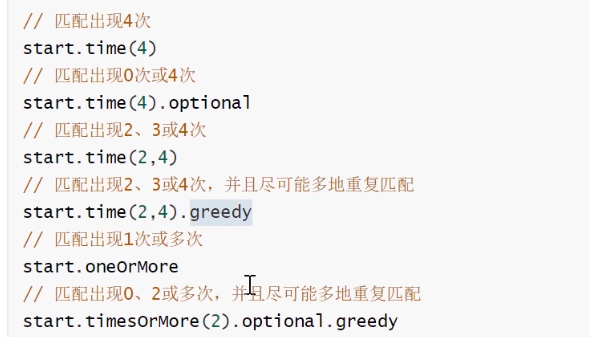 // 匹配出现4次
start.time(4)
// 匹配出现0次或4次
start.time(4).optional
// 匹配出现2、3或4次
start.time(2,4)
// 匹配出现2、3或4次，并且尽可能多地重复匹配
start.time(2,4).greedy
// 匹配出现1次或多次
start.oneOrMore
// 匹配出现0、2或多次，并且尽可能多地重复匹配
start.timesOrMore(2).optional.greedy